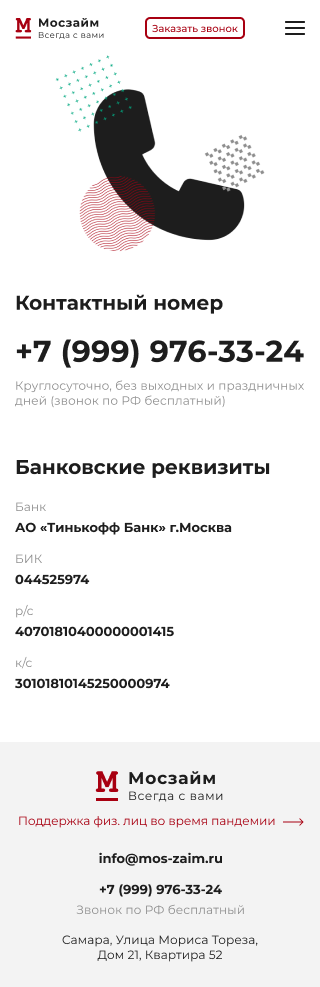 Мосзайм
Всегда с вами
Заказать звонок
Контактный номер
+7 (999) 976-33-24
Круглосуточно, без выходных и праздничных
дней (звонок по РФ бесплатный)
Банковские реквизиты
Банк
АО «Тинькофф Банк» г.Москва
БИК
044525974
р/с
40701810400000001415
к/с
30101810145250000974
М Мосзайм
Всегда с вами
Поддержка физ. лиц во время пандемии
info@mos-zaim.ru
+7 (999) 976-33-24
Звонок по РФ бесплатный
Самара, Улица Мориса Тореза,
Дом 21, Квартира 52